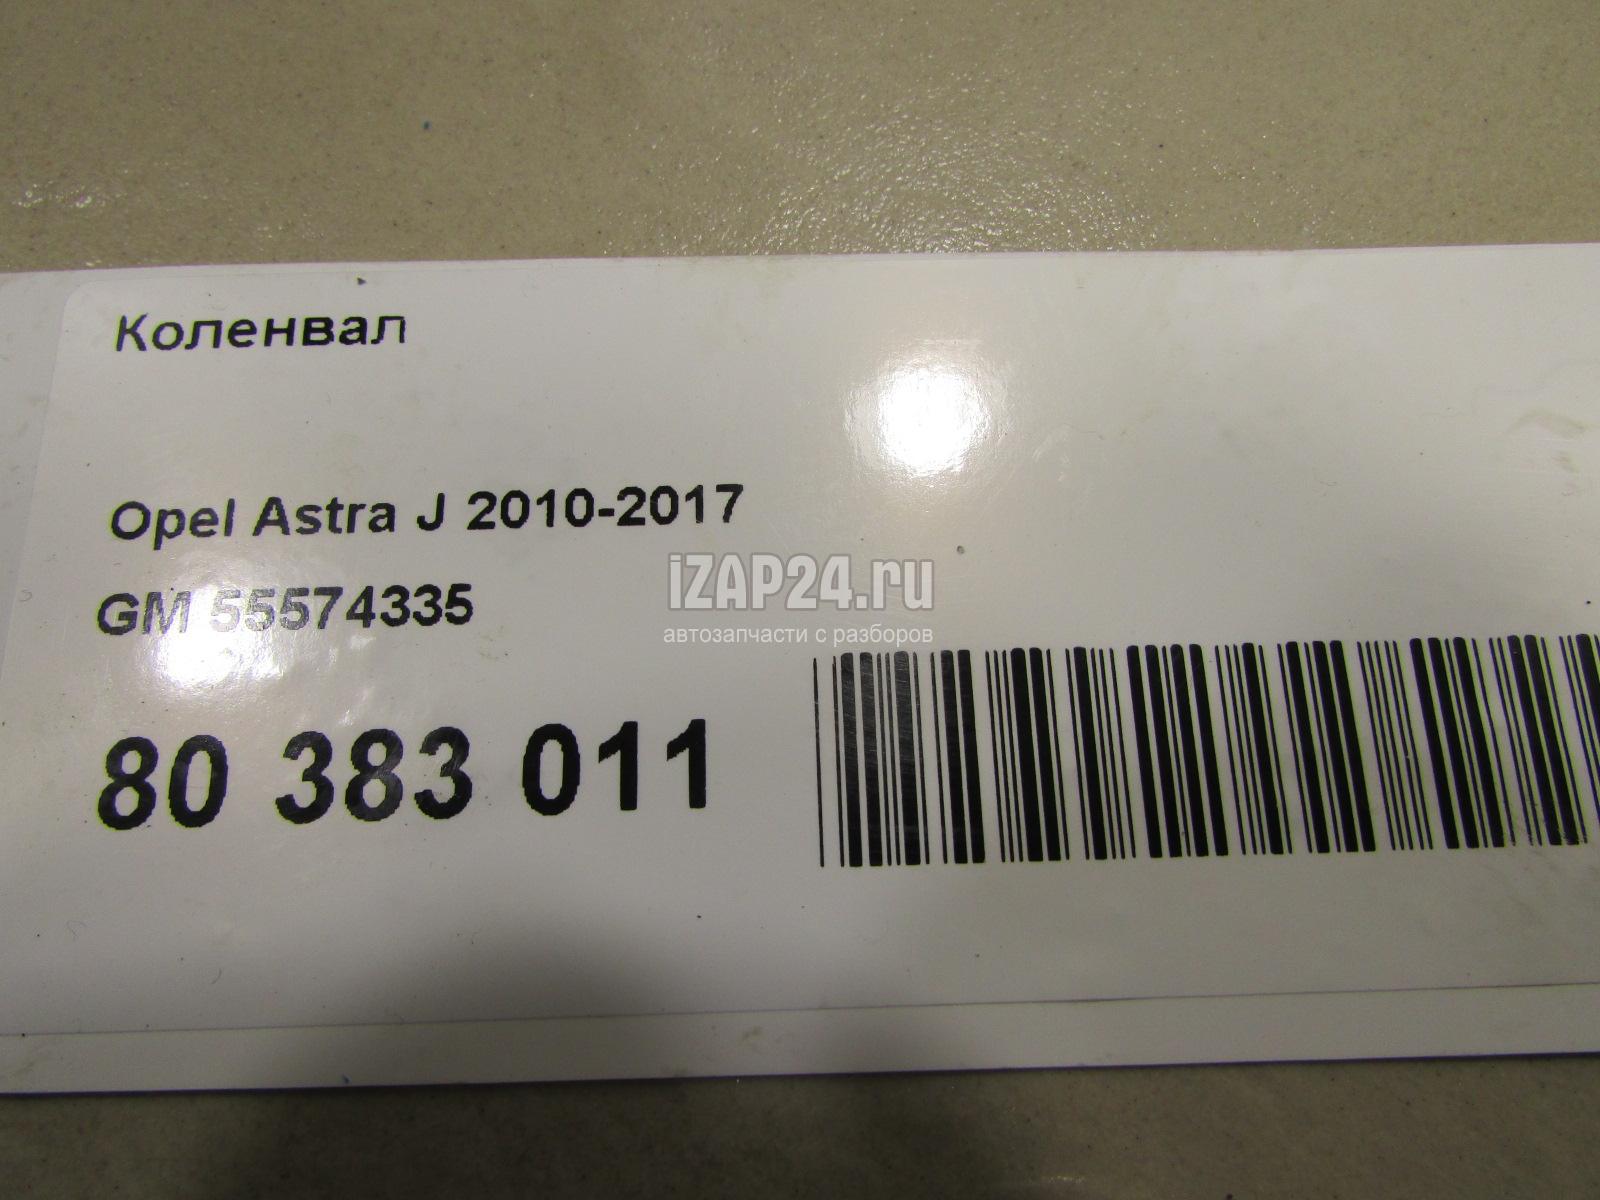 Коленвал
Opel Astra J 2010-2017
iZAP24.ru
GM 55574335
автозапчасти с разборов
80 383 011